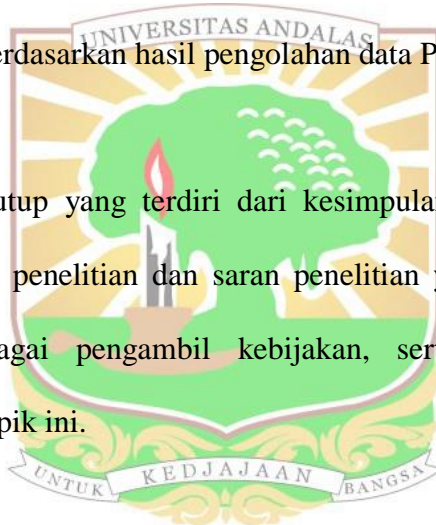 UNIVERSITAS ANDALAS
erdasarkan hasil pengolahan data P
utup yang terdiri dari kesimpulan
penelitian dan saran penelitian y
agai pengambil kebijakan, ser
pik ini.
UNTUK KEDJAJAAN BANGSA